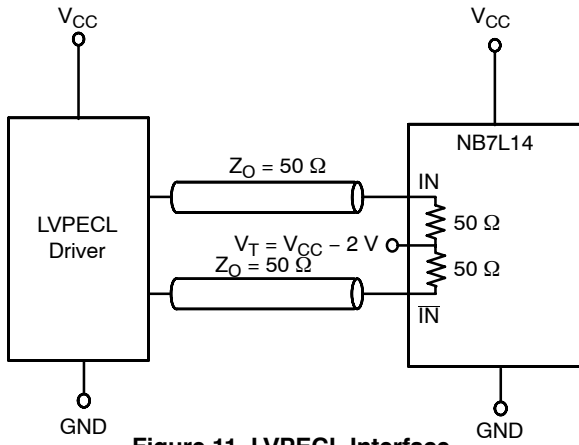 V_CC
V_CC
NB7L14
Z_O = 50 Ω
IN
50 Ω
LVPECL
Driver
V_T = V_CC − 2 V
Z_O = 50 Ω
50 Ω
I̅N̅
GND
GND
Figure 11. LVPECL Interface